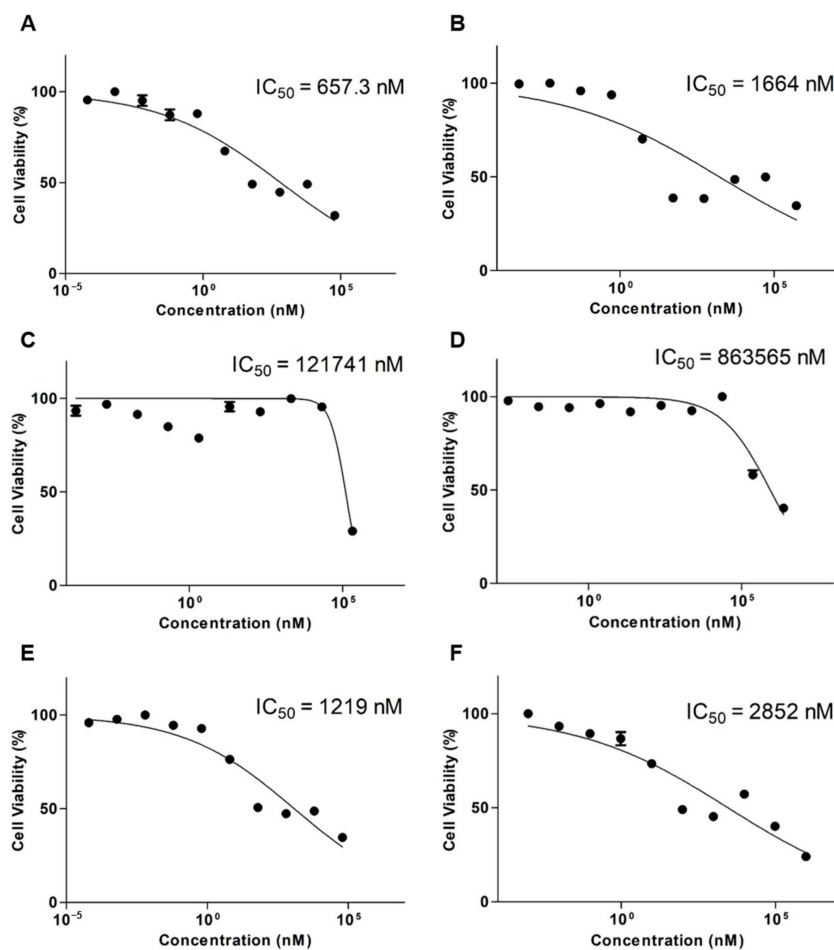 A
IC50 = 657.3 nM
Cell Viability (%)
100
50
0
10⁻⁵
10⁰
10⁵
Concentration (nM)
B
IC50 = 1664 nM
Cell Viability (%)
100
50
0
10⁰
10⁵
Concentration (nM)
C
IC50 = 121741 nM
Cell Viability (%)
100
50
0
10⁰
10⁵
Concentration (nM)
D
IC50 = 863565 nM
Cell Viability (%)
100
50
0
10⁰
10⁵
Concentration (nM)
E
IC50 = 1219 nM
Cell Viability (%)
100
50
0
10⁻⁵
10⁰
10⁵
Concentration (nM)
F
IC50 = 2852 nM
Cell Viability (%)
100
50
0
10⁰
10⁵
Concentration (nM)